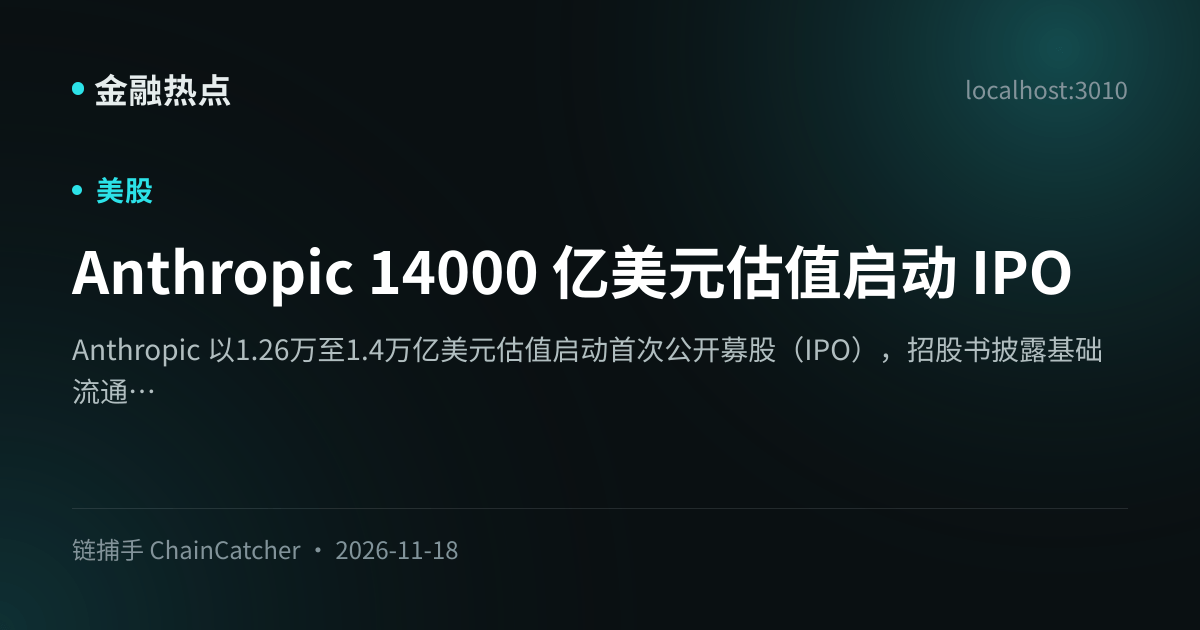 金融热点
localhost:3010
美股
Anthropic 14000 亿美元估值启动 IPO
Anthropic 以1.26万至1.4万亿美元估值启动首次公开募股（IPO），招股书披露基础
流通…
链捕手 ChainCatcher · 2026-11-18